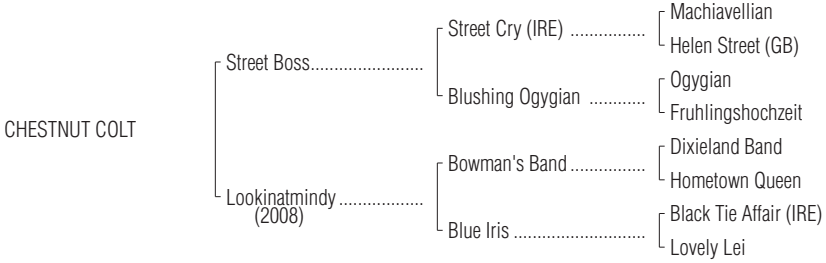 Machiavellian
Street Cry (IRE) ................
Helen Street (GB)
Street Boss........................
Ogygian
Blushing Ogygian ............
Fruhlingshochzeit
CHESTNUT COLT
Dixieland Band
Bowman's Band ................
Hometown Queen
Lookinatmindy ..................
(2008)
Black Tie Affair (IRE)
Blue Iris ............................
Lovely Lei